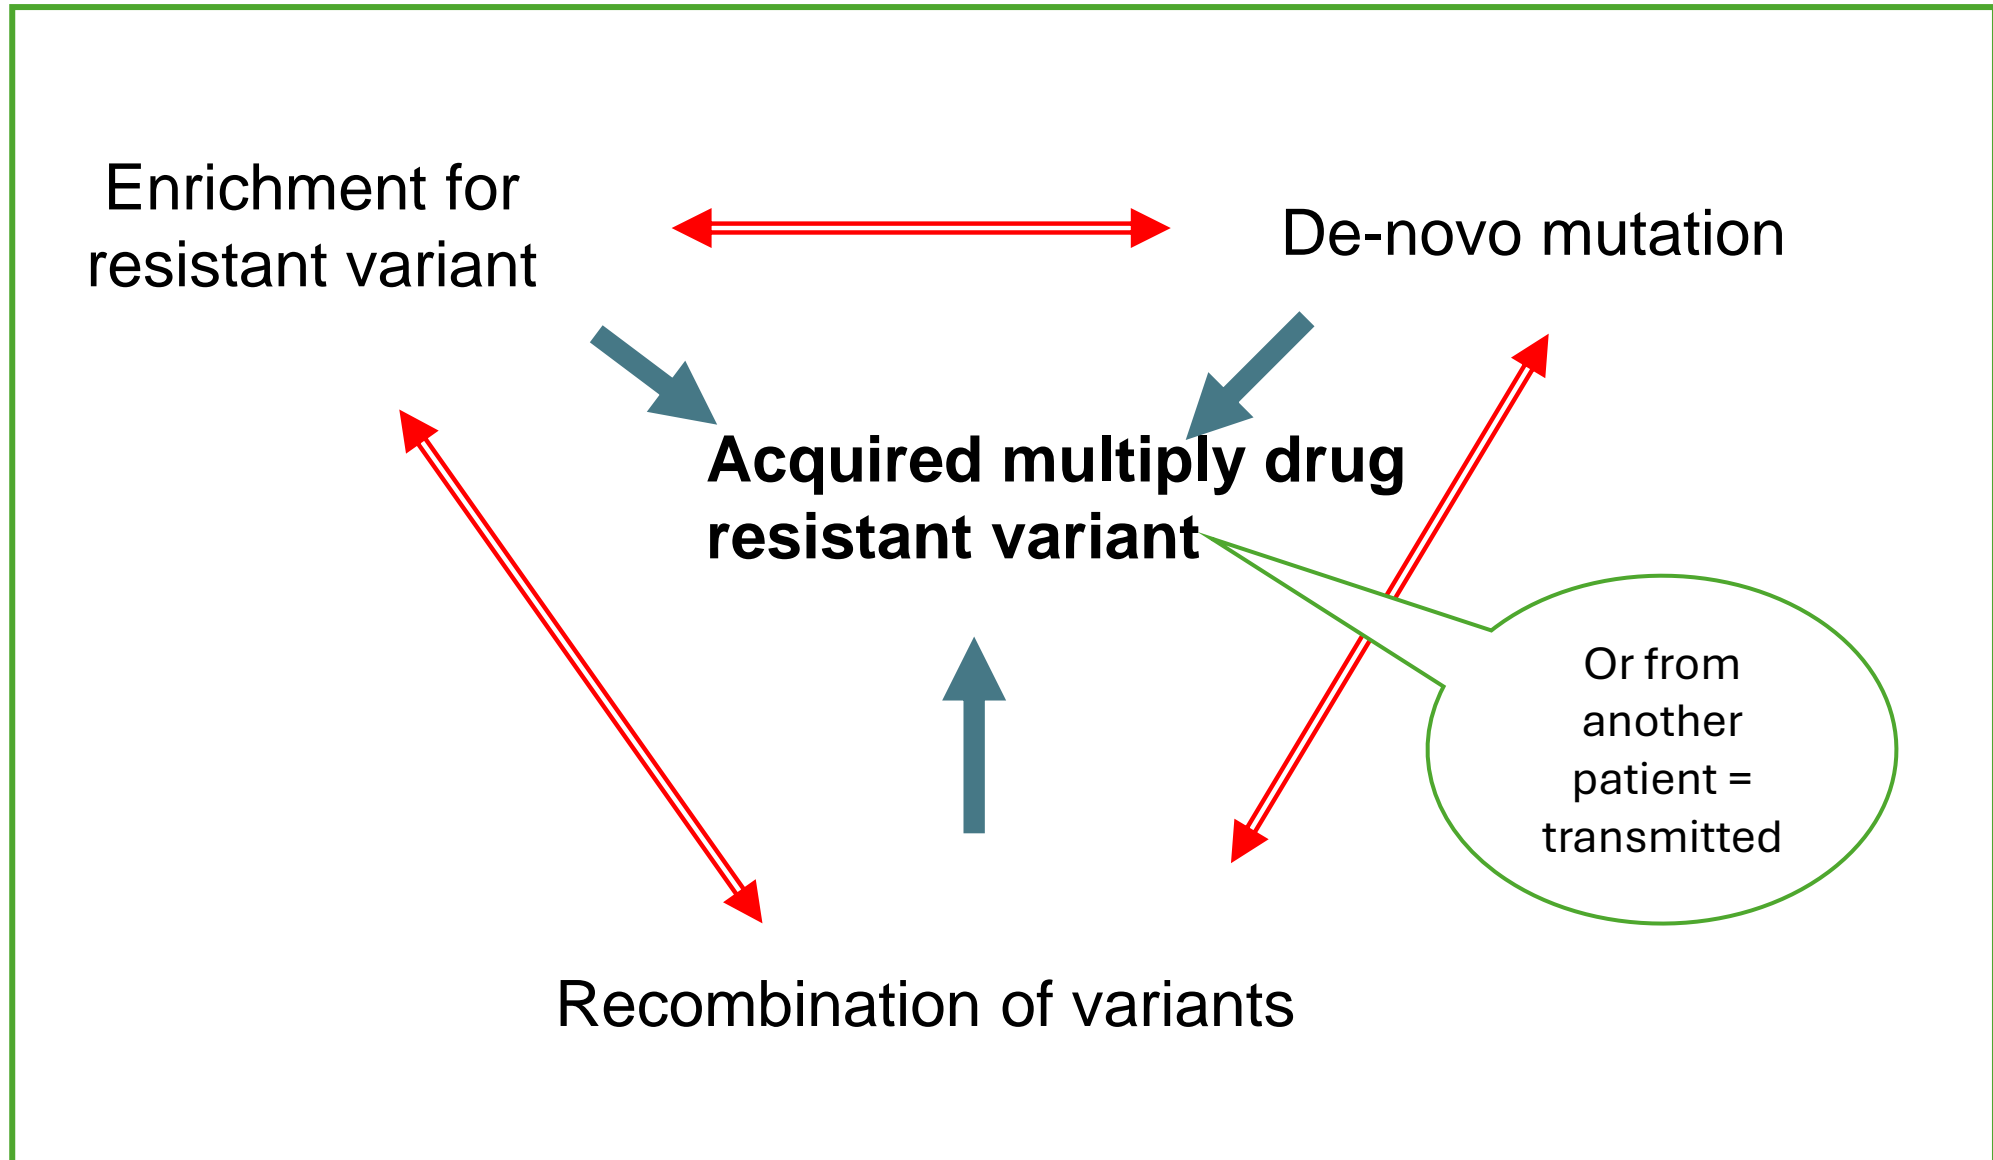 Enrichment for
resistant variant
De-novo mutation
Acquired multiply drug
resistant variant
Or from
another
patient =
transmitted
Recombination of variants